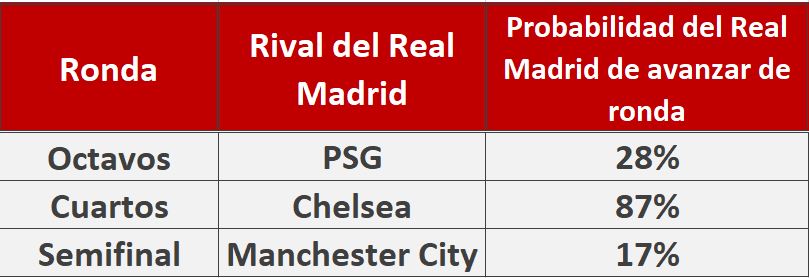 Ronda
Rival del Real
Madrid
Probabilidad del Real
Madrid de avanzar de
ronda
Octavos PSG 28%
Cuartos Chelsea 87%
Semifinal Manchester City 17%